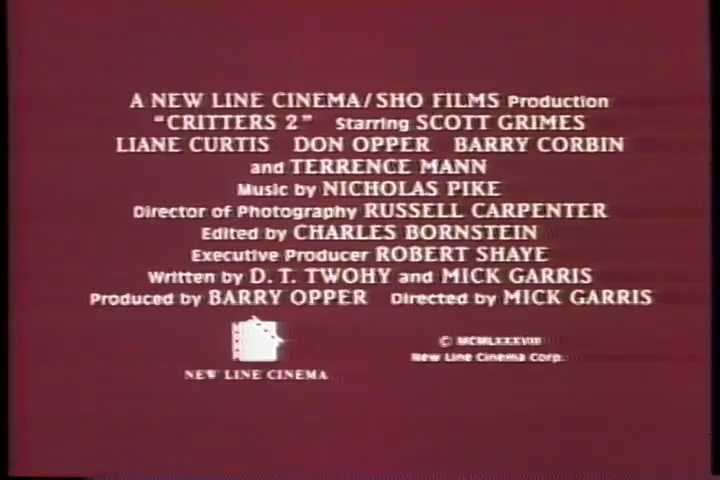 A NEW LINE CINEMA/SHO FILMS Production
"CRITTERS 2" Starring SCOTT GRIMES
LIANE CURTIS DON OPPER BARRY CORBIN
and TERRENCE MANN
Music by NICHOLAS PIKE
Director of Photography RUSSELL CARPENTER
Edited by CHARLES BORNSTEIN
Executive Producer ROBERT SHAYE
Written by D. T. TWOHY and MICK GARRIS
Produced by BARRY OPPER Directed by MICK GARRIS
NEW LINE CINEMA
© MCMLXXXVIII
New Line Cinema Corp.